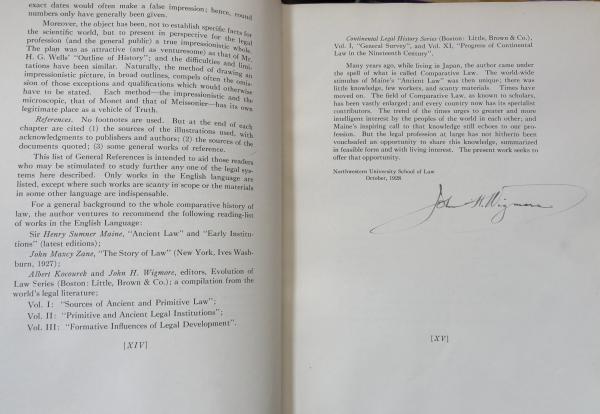 exact dates would often make a false impression; hence, round
numbers only have generally been given.
Moreover, the object has been, not to establish specific facts for
the scientific world, but to present in perspective for the legal
profession (and the general public) a true impressionistic whole.
The plan was as attractive (and as venturesome) as that of Mr.
H. G. Wells' "Outline of History"; and the difficulties and limi-
tations have been similar. Naturally, the method of drawing an
impressionistic picture, in broad outlines, compels often the omis-
sion of those exceptions and qualifications which would otherwise
have to be stated. Each method—the impressionistic and the
microscopic, that of Monet and that of Meissonier—has its own
legitimate place as a vehicle of Truth.
References. No footnotes are used. But at the end of each
chapter are cited (1) the sources of the illustrations used, with
acknowledgments to publishers and authors; (2) the sources of the
documents quoted; (3) some general works of reference.
This list of General References is intended to aid those readers
who may be stimulated to study further any one of the legal sys-
tems here described. Only works in the English language are
listed, except where such works are scanty in scope or the materials
in some other language are indispensable.
For a general background to the whole comparative history of
law, the author ventures to recommend the following reading-list
of works in the English Language:
Sir Henry Sumner Maine, "Ancient Law" and "Early Institu-
tions" (latest editions);
John Maxcy Zane, "The Story of Law" (New York, Ives Wash-
burn, 1927);
Albert Kocourek and John H. Wigmore, editors, Evolution of
Law Series (Boston: Little, Brown & Co.); a compilation from the
world's legal literature;
Vol. I: "Sources of Ancient and Primitive Law";
Vol. II: "Primitive and Ancient Legal Institutions";
Vol. III: "Formative Influences of Legal Development".
[XIV]
Continental Legal History Series (Boston: Little, Brown & Co.),
Vol. I, "General Survey", and Vol. XI, "Progress of Continental
Law in the Nineteenth Century".
Many years ago, while living in Japan, the author came under
the spell of what is called Comparative Law. The world-wide
stimulus of Maine's "Ancient Law" was then unique; there was
little knowledge, few workers, and scanty materials. Times have
moved on. The field of Comparative Law, as known to scholars,
has been vastly enlarged; and every country now has its specialist
contributors. The trend of the times urges to greater and more
intelligent interest by the peoples of the world in each other; and
Maine's inspiring call to that knowledge still echoes to our profes-
sion. But the legal profession at large has not hitherto been
vouchsafed an opportunity to share this knowledge, summarized
in feasible form and with living interest. The present work seeks to
offer that opportunity.
Northwestern University School of Law
October, 1928
John H. Wigmore
[XV]